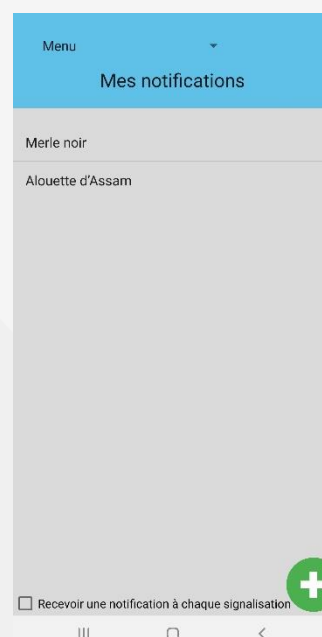 Menu
Mes notifications
Merle noir
Alouette d'Assam
Recevoir une notification à chaque signalisation